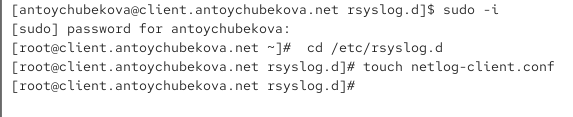 [antoychubekova@client.antoychubekova.net rsyslog.d]$ sudo -i
[sudo] password for antoychubekova:
[root@client.antoychubekova.net ~]#  cd /etc/rsyslog.d
[root@client.antoychubekova.net rsyslog.d]# touch netlog-client.conf
[root@client.antoychubekova.net rsyslog.d]#